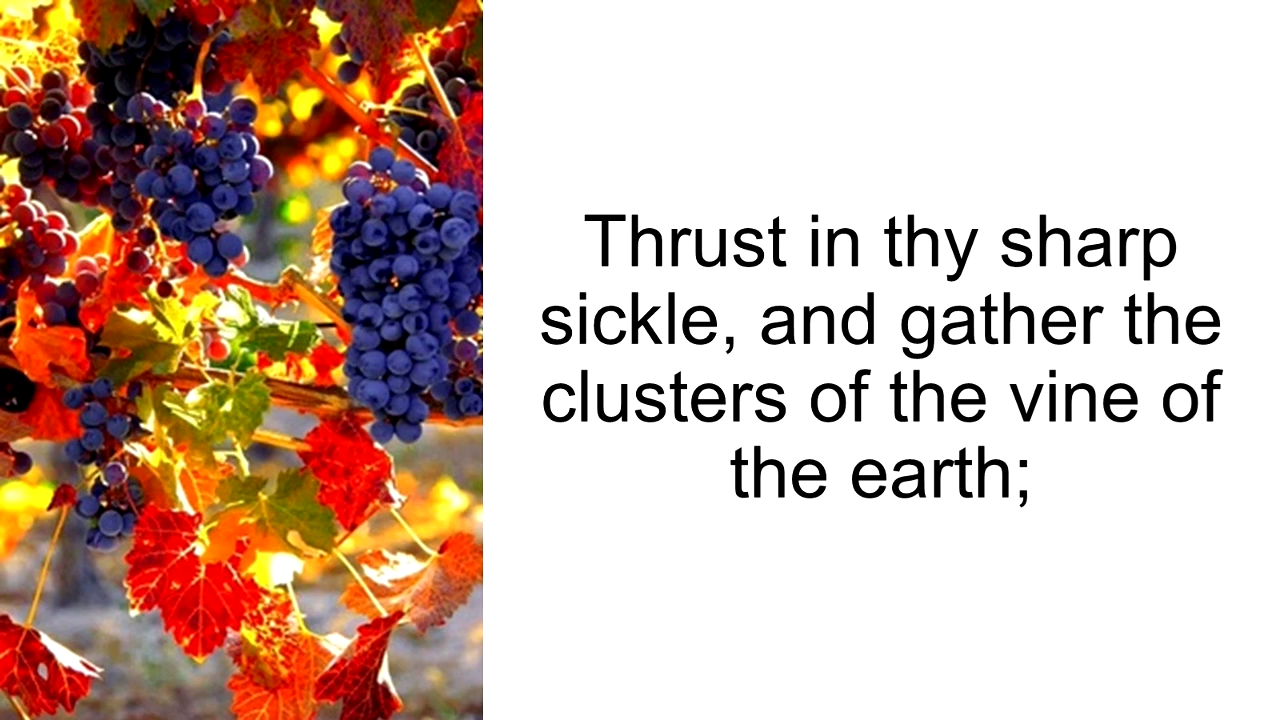 Thrust in thy sharp
sickle, and gather the
clusters of the vine of
the earth;